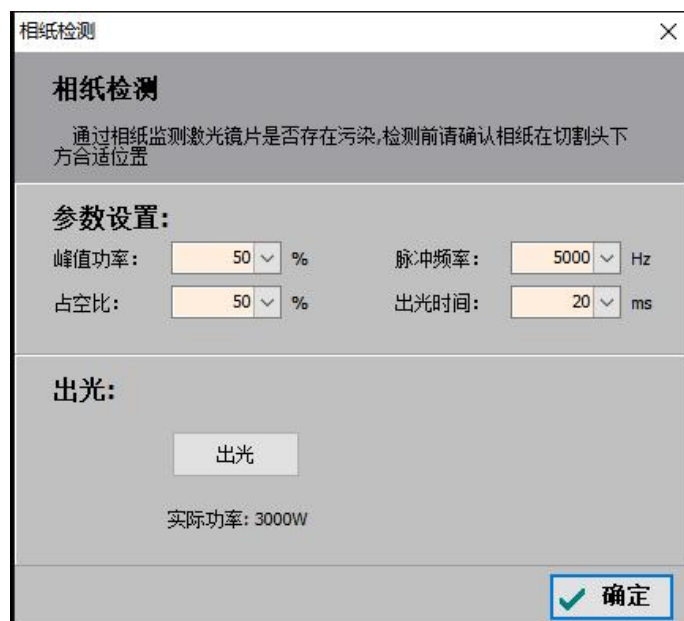 相纸检测
相纸检测
通过相纸监测激光镜片是否存在污染,检测前请确认相纸在切割头下
方合适位置
参数设置:
峰值功率: 50 % 脉冲频率: 5000 Hz
占空比: 50 % 出光时间: 20 ms
出光:
出光
实际功率: 3000W
确定